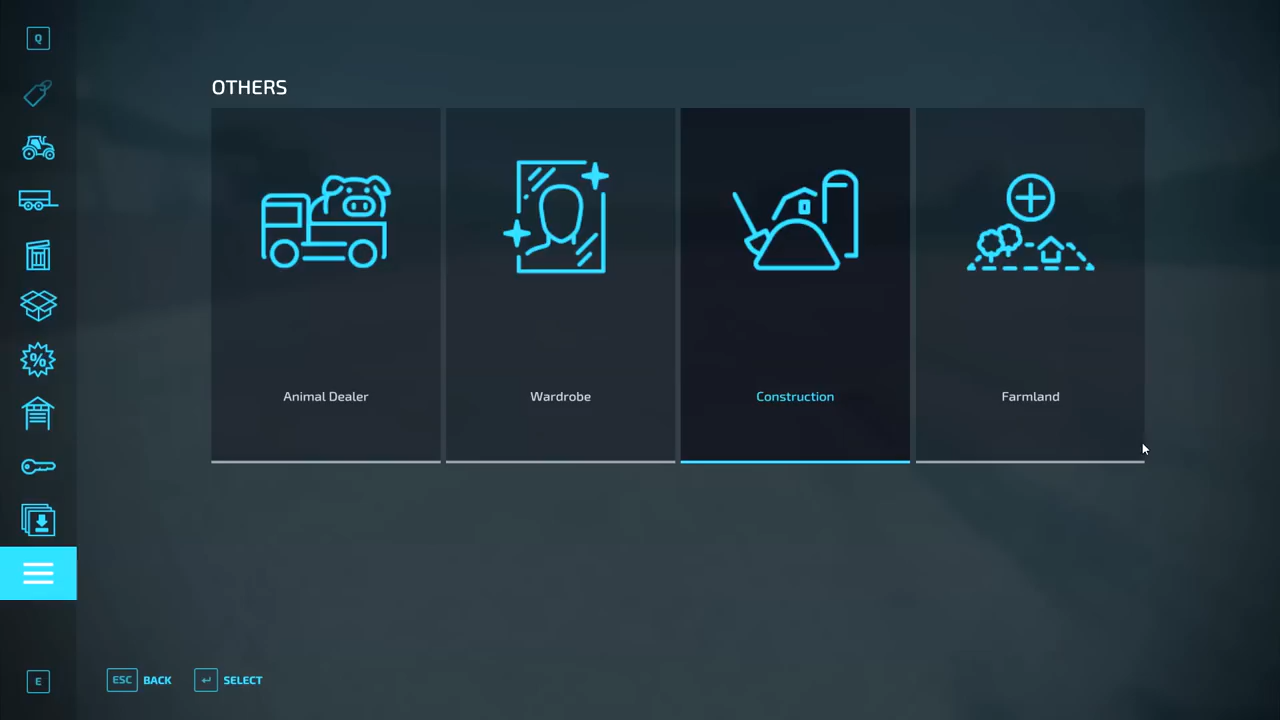 Q
OTHERS
Animal Dealer
Wardrobe
Construction
Farmland
%
E
ESC BACK
SELECT